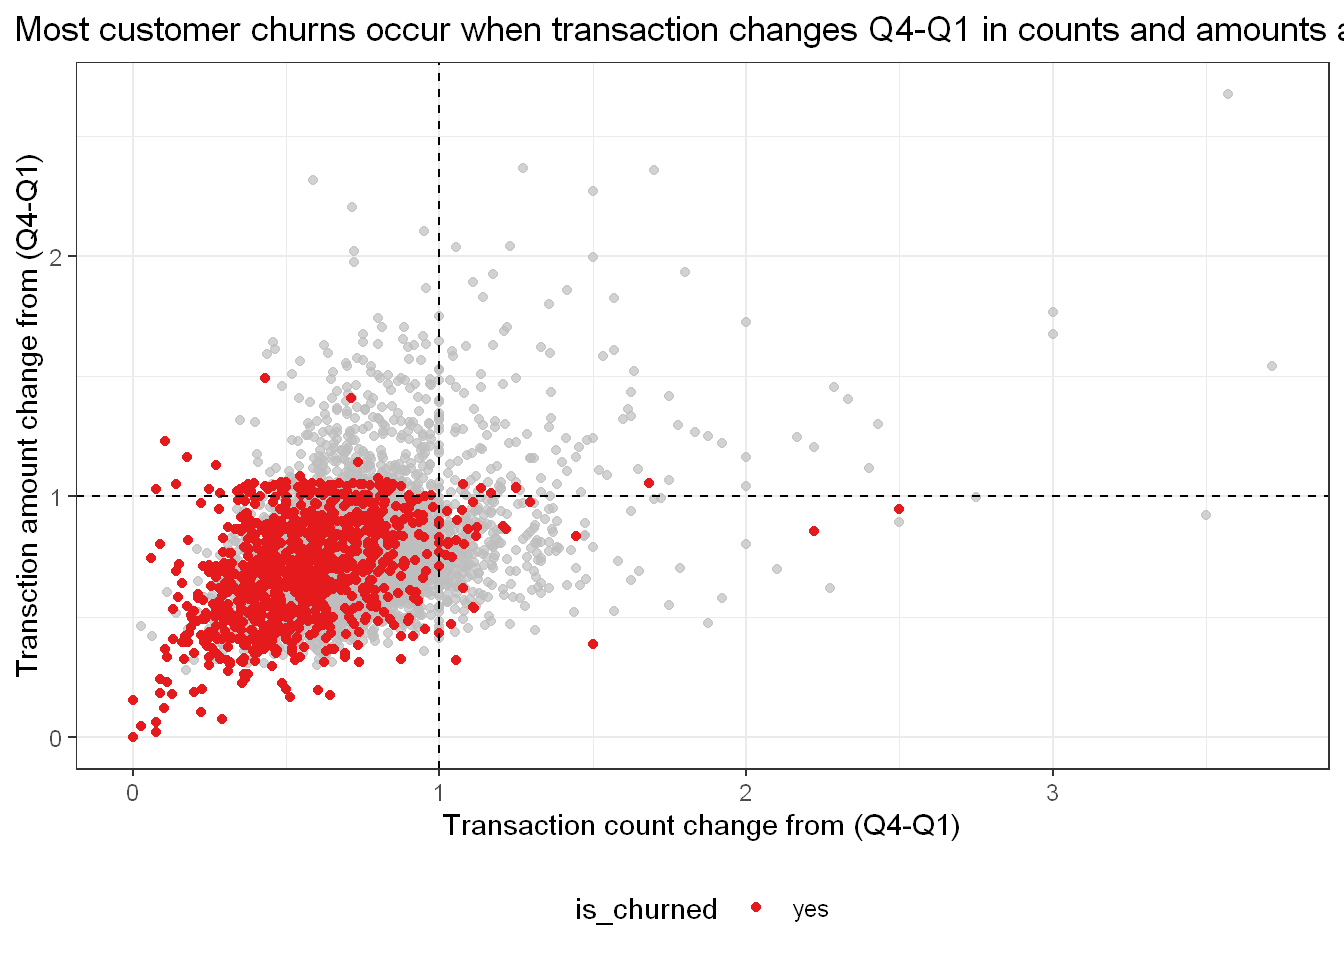 Most customer churns occur when transaction changes Q4-Q1 in counts and amounts
Transction amount change from (Q4-Q1)
2
1
0
0 1 2 3
Transaction count change from (Q4-Q1)
is_churned yes